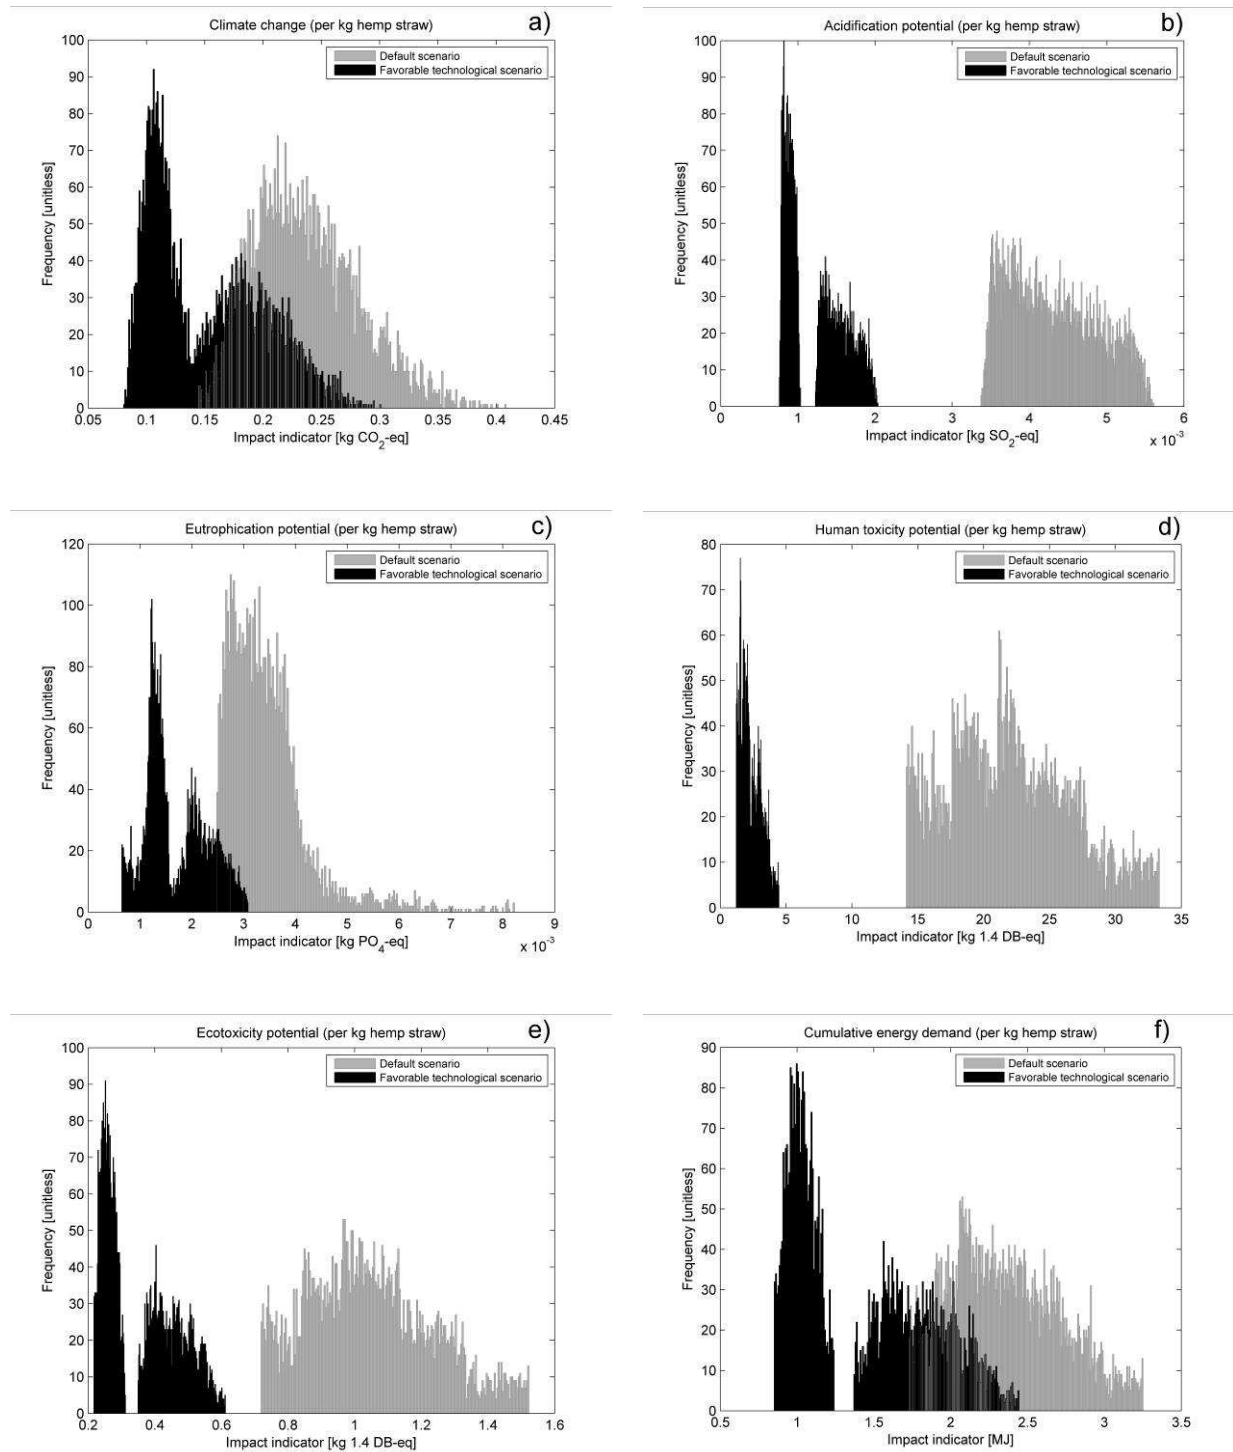 Climate change (per kg hemp straw)
a)
Default scenario
Favorable technological scenario
Frequency [unitless]
100
90
80
70
60
50
40
30
20
10
0
0.05 0.1 0.15 0.2 0.25 0.3 0.35 0.4 0.45
Impact indicator [kg CO2-eq]
Acidification potential (per kg hemp straw)
b)
Default scenario
Favorable technological scenario
Frequency [unitless]
100
90
80
70
60
50
40
30
20
10
0
0 1 2 3 4 5 6
Impact indicator [kg SO2-eq]
x 10-3
Eutrophication potential (per kg hemp straw)
c)
Default scenario
Favorable technological scenario
Frequency [unitless]
120
100
80
60
40
20
0
0 1 2 3 4 5 6 7 8 9
Impact indicator [kg PO4-eq]
x 10-3
Human toxicity potential (per kg hemp straw)
d)
Default scenario
Favorable technological scenario
Frequency [unitless]
80
70
60
50
40
30
20
10
0
0 5 10 15 20 25 30 35
Impact indicator [kg 1.4 DB-eq]
Ecotoxicity potential (per kg hemp straw)
e)
Default scenario
Favorable technological scenario
Frequency [unitless]
100
90
80
70
60
50
40
30
20
10
0
0.2 0.4 0.6 0.8 1 1.2 1.4 1.6
Impact indicator [kg 1.4 DB-eq]
Cumulative energy demand (per kg hemp straw)
f)
Default scenario
Favorable technological scenario
Frequency [unitless]
90
80
70
60
50
40
30
20
10
0
0.5 1 1.5 2 2.5 3 3.5
Impact indicator [MJ]